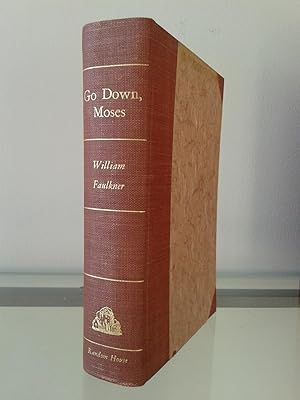 Go Down,
Moses
William
Faulkner
Random House